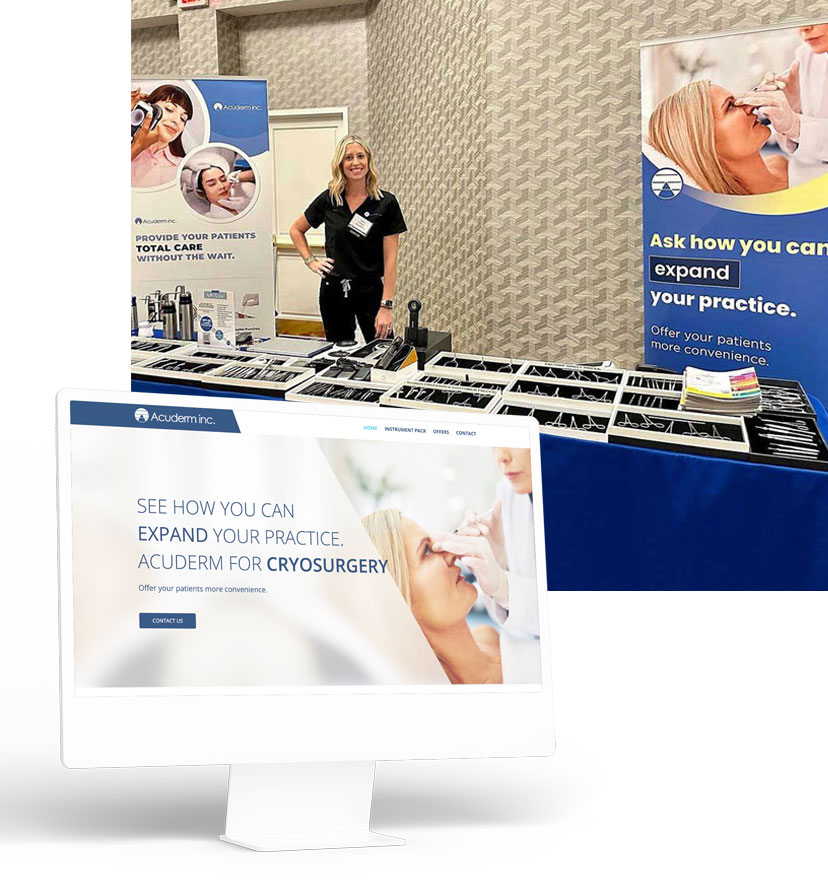 Acuderm inc.
Acuderm inc.
PROVIDE YOUR PATIENTS
TOTAL CARE
WITHOUT THE WAIT.
Ask how you can
expand
your practice.
Offer your patients
more convenience.
Acuderm inc.
HOME INSTRUMENT PACK OFFERS CONTACT
SEE HOW YOU CAN
EXPAND YOUR PRACTICE.
ACUDERM FOR CRYOSURGERY
Offer your patients more convenience.
CONTACT US